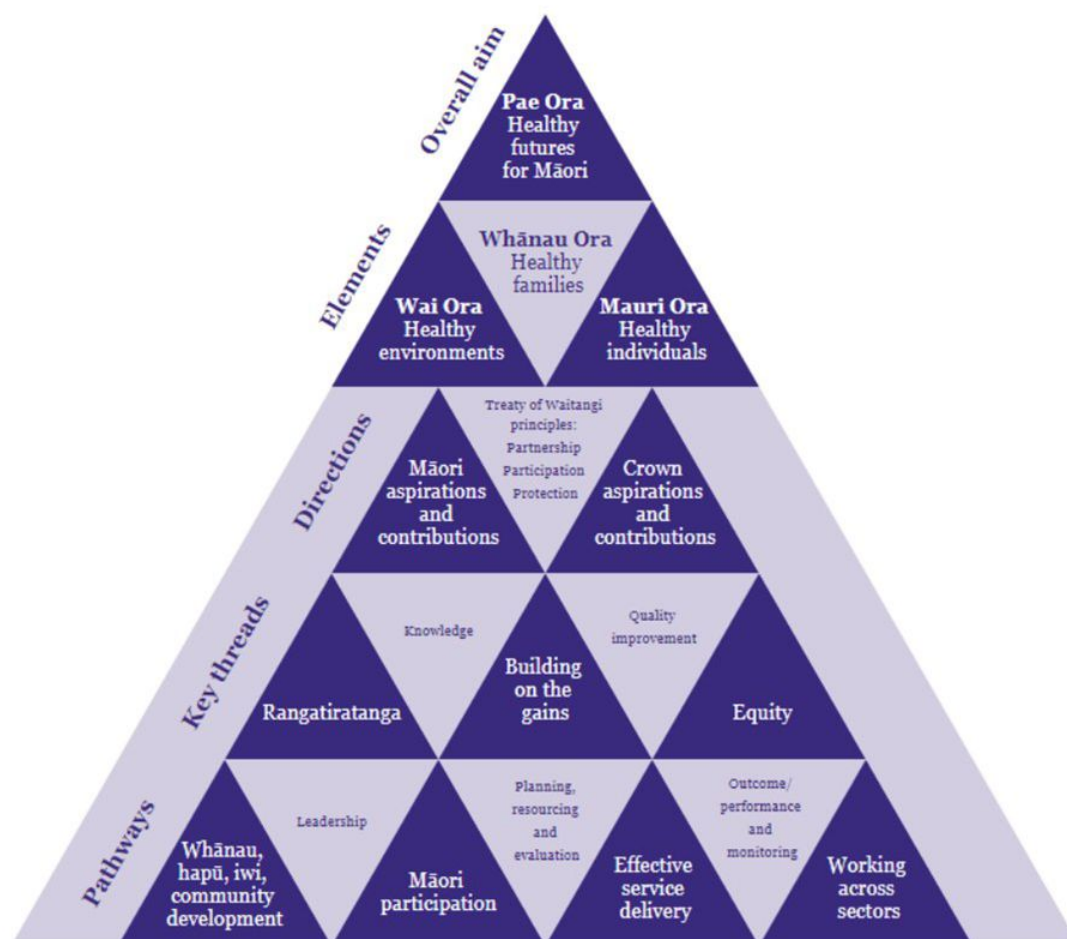 Overall aim
Pae Ora
Healthy
futures
for Māori
Elements
Whānau Ora
Healthy
families
Wai Ora
Healthy
environments
Mauri Ora
Healthy
individuals
Directions
Treaty of Waitangi
principles:
Partnership
Participation
Protection
Māori
aspirations
and
contributions
Crown
aspirations
and
contributions
Key threads
Rangatiratanga
Knowledge
Building
on the
gains
Quality
improvement
Equity
Pathways
Whānau,
hapū, iwi,
community
development
Leadership
Māori
participation
Planning,
resourcing
and
evaluation
Effective
service
delivery
Outcome/
performance
and
monitoring
Working
across
sectors